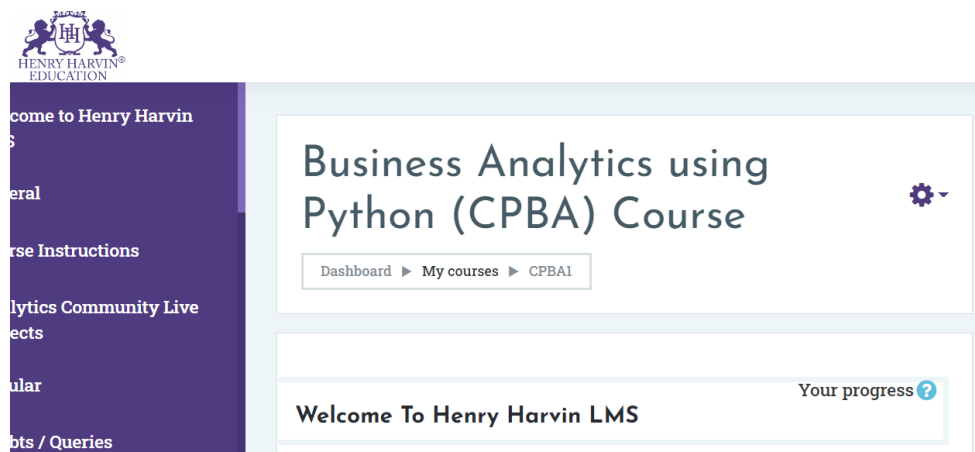 HH
HENRY HARVIN®
EDUCATION
come to Henry Harvin
S
eral
rse Instructions
lytics Community Live
ects
ular
bts / Queries
Business Analytics using
Python (CPBA) Course
Dashboard ▶ My courses ▶ CPBA1
Your progress ?
Welcome To Henry Harvin LMS